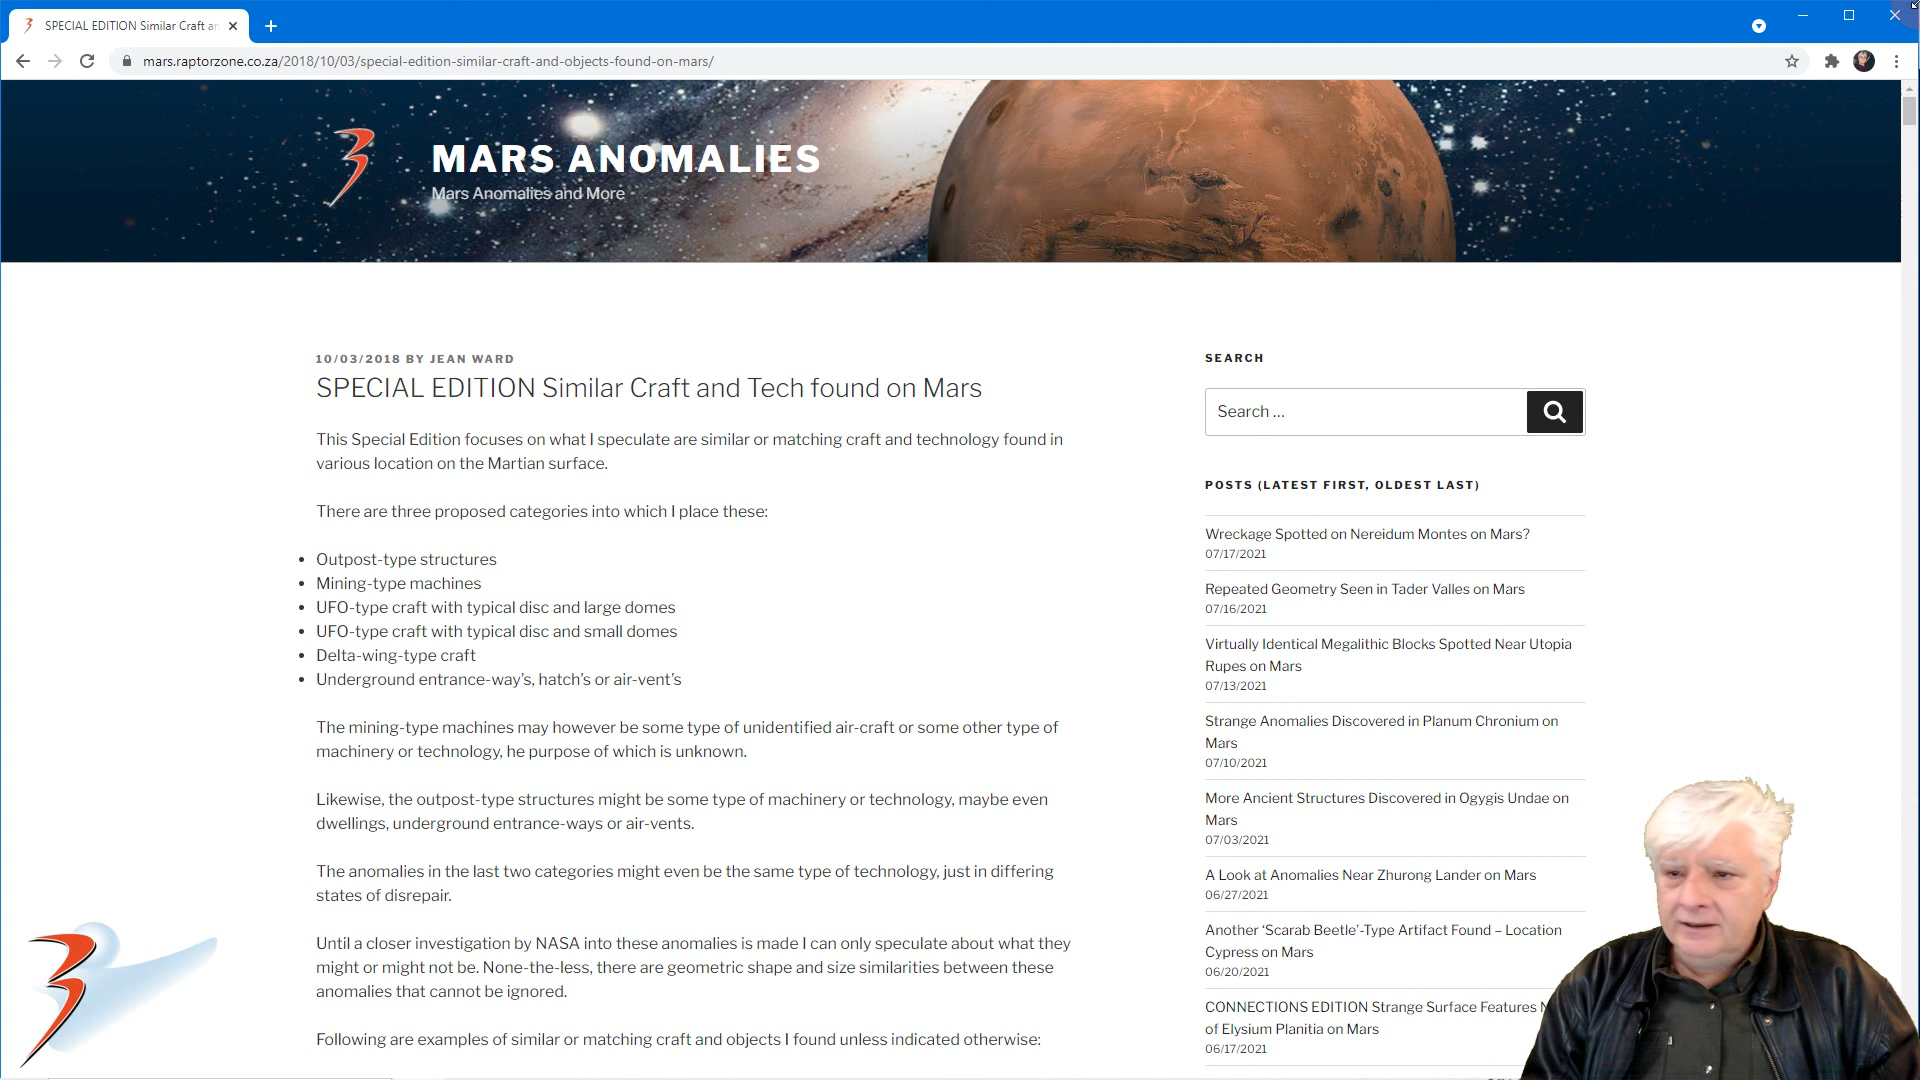 SPECIAL EDITION Similar Craft an
mars.raptorzone.co.za/2018/10/03/special-edition-similar-craft-and-objects-found-on-mars/
MARS ANOMALIES
Mars Anomalies and More
10/03/2018 BY JEAN WARD
SPECIAL EDITION Similar Craft and Tech found on Mars
This Special Edition focuses on what I speculate are similar or matching craft and technology found in
various location on the Martian surface.
There are three proposed categories into which I place these:
Outpost-type structures
Mining-type machines
UFO-type craft with typical disc and large domes
UFO-type craft with typical disc and small domes
Delta-wing-type craft
Underground entrance-way’s, hatch’s or air-vent’s
The mining-type machines may however be some type of unidentified air-craft or some other type of
machinery or technology, he purpose of which is unknown.
Likewise, the outpost-type structures might be some type of machinery or technology, maybe even
dwellings, underground entrance-ways or air-vents.
The anomalies in the last two categories might even be the same type of technology, just in differing
states of disrepair.
Until a closer investigation by NASA into these anomalies is made I can only speculate about what they
might or might not be. None-the-less, there are geometric shape and size similarities between these
anomalies that cannot be ignored.
Following are examples of similar or matching craft and objects I found unless indicated otherwise:
SEARCH
Search …
POSTS (LATEST FIRST, OLDEST LAST)
Wreckage Spotted on Nereidum Montes on Mars?
07/17/2021
Repeated Geometry Seen in Tader Valles on Mars
07/16/2021
Virtually Identical Megalithic Blocks Spotted Near Utopia
Rupes on Mars
07/13/2021
Strange Anomalies Discovered in Planum Chronium on
Mars
07/10/2021
More Ancient Structures Discovered in Ogygis Undae on
Mars
07/03/2021
A Look at Anomalies Near Zhurong Lander on Mars
06/27/2021
Another ‘Scarab Beetle’-Type Artifact Found – Location
Cypress on Mars
06/20/2021
CONNECTIONS EDITION Strange Surface Features
of Elysium Planitia on Mars
06/17/2021